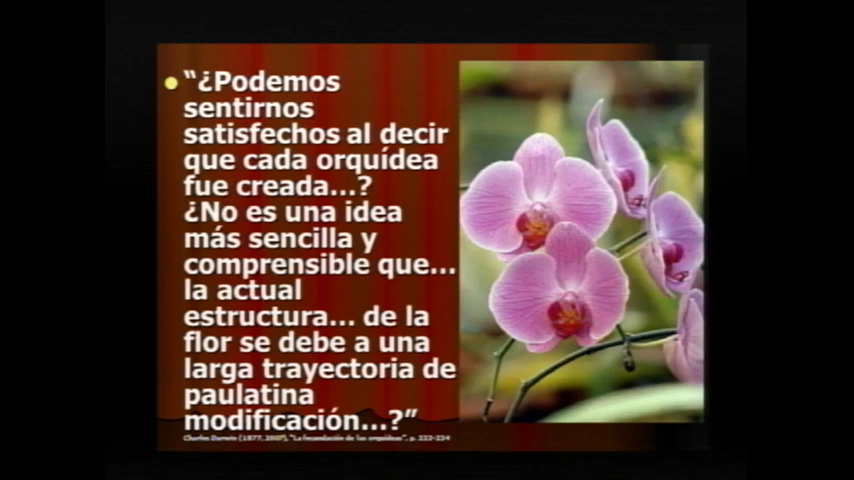 “¿Podemos
sentirnos
satisfechos al decir
que cada orquídea
fue creada...?
¿No es una idea
más sencilla y
comprensible que...
la actual
estructura... de la
flor se debe a una
larga trayectoria de
paulatina
modificación...?”
Charles Darwin (1877, 2007), “La fecundación de las orquídeas”, p. 223-224